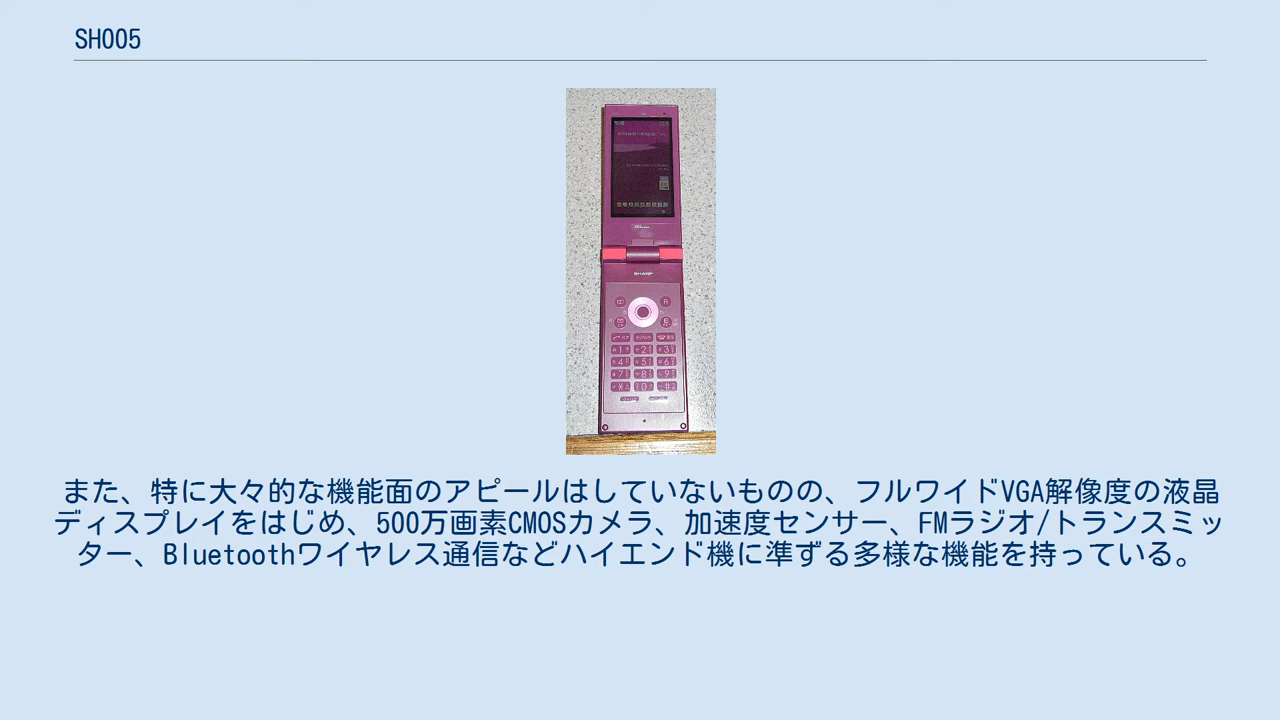 SH005
SHARP
また、特に大々的な機能面のアピールはしていないものの、フルワイドVGA解像度の液晶
ディスプレイをはじめ、500万画素CMOSカメラ、加速度センサー、FMラジオ/トランスミッ
ター、Bluetoothワイヤレス通信などハイエンド機に準ずる多様な機能を持っている。